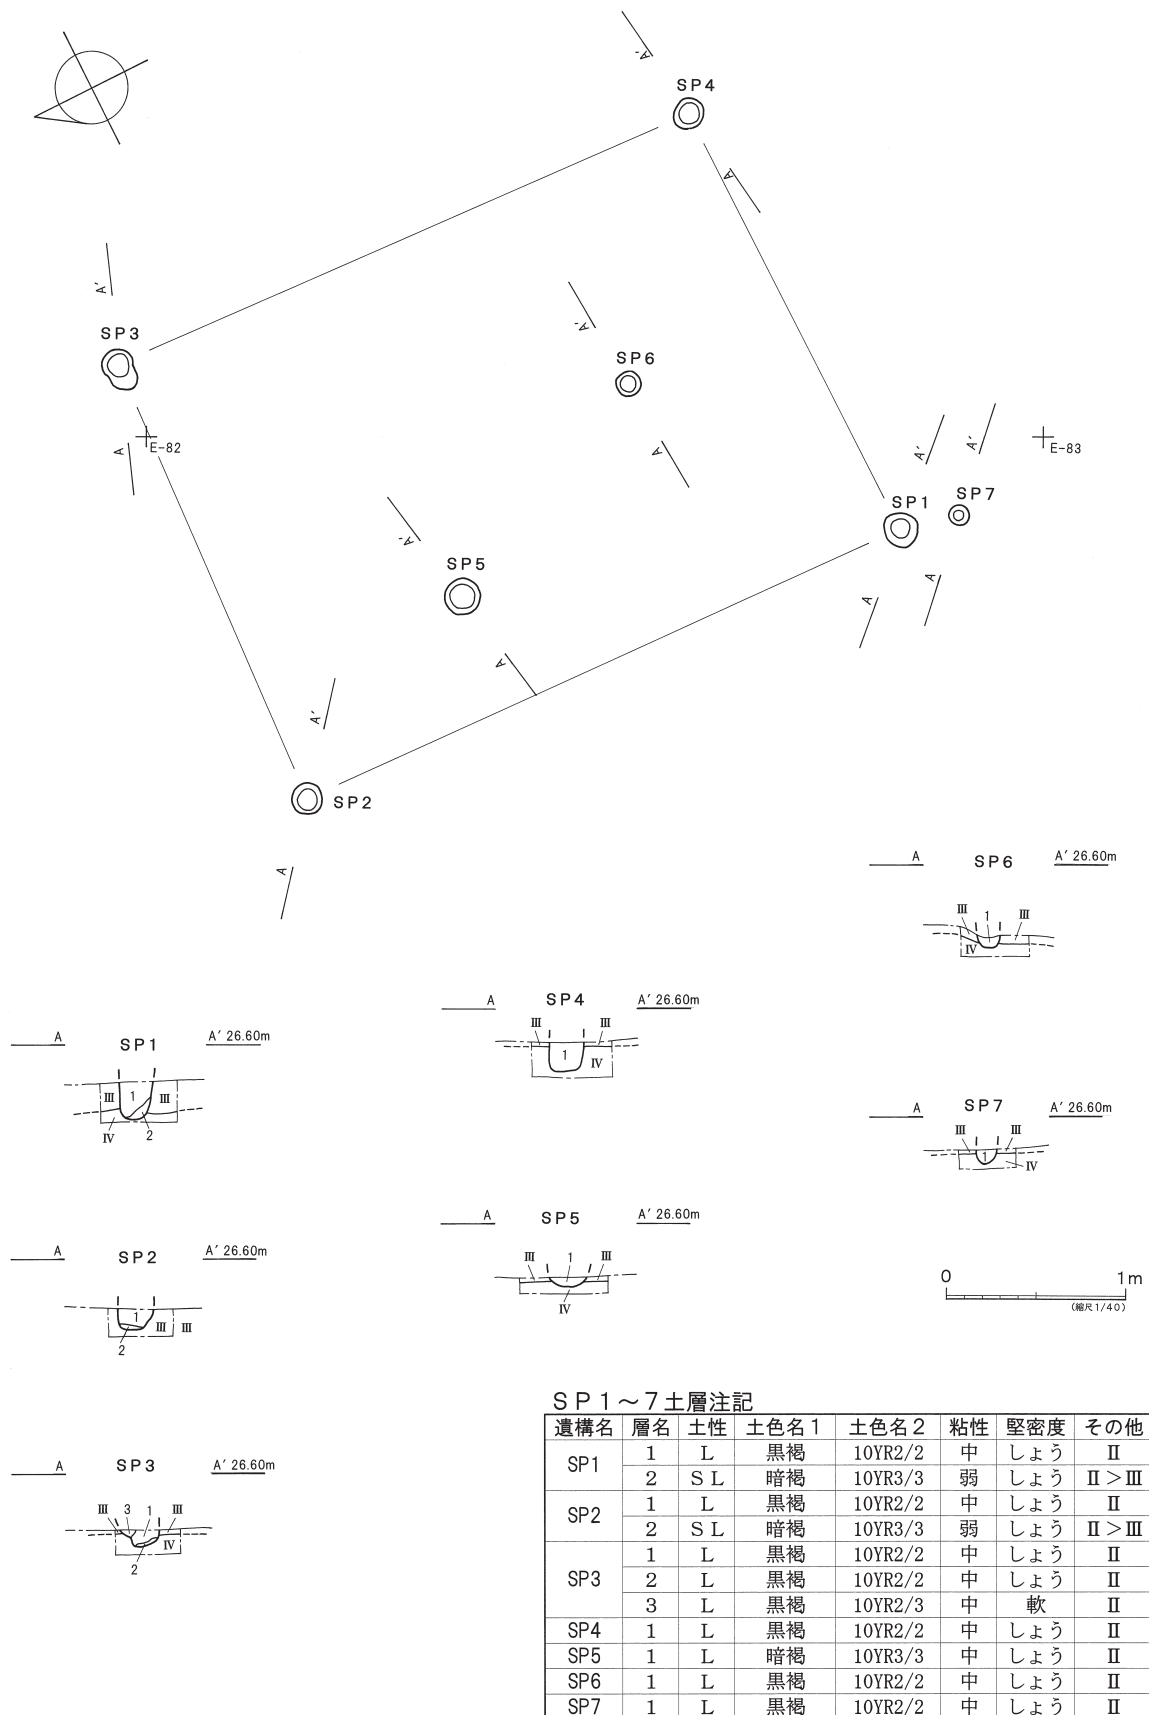 A'
SP4
A
A'
SP3
A'
SP6
E-82
A
A
A'
A'
E-83
SP1
SP7
A'
SP5
A
A
A
A'
SP2
A
A SP6 A' 26.60m
Ⅲ 1 Ⅲ
Ⅳ
A SP4 A' 26.60m
Ⅲ Ⅲ
1 Ⅳ
A SP1 A' 26.60m
Ⅲ 1 Ⅲ
Ⅳ 2
A SP7 A' 26.60m
Ⅲ Ⅲ
1 Ⅳ
A SP5 A' 26.60m
Ⅲ 1 Ⅲ
Ⅳ
A SP2 A' 26.60m
1 Ⅲ Ⅲ
2
0 1m
(縮尺1/40)
A SP3 A' 26.60m
Ⅲ 3 1 Ⅲ
Ⅳ
2
SP1～7土層注記
遺構名 層名 土性 土色名1 土色名2 粘性 堅密度 その他
SP1 1 L 黒褐 10YR2/2 中 しょう Ⅱ
2 SL 暗褐 10YR3/3 弱 しょう Ⅱ＞Ⅲ
SP2 1 L 黒褐 10YR2/2 中 しょう Ⅱ
2 SL 暗褐 10YR3/3 弱 しょう Ⅱ＞Ⅲ
SP3 1 L 黒褐 10YR2/2 中 しょう Ⅱ
2 L 黒褐 10YR2/2 中 しょう Ⅱ
3 L 黒褐 10YR2/3 中 軟 Ⅱ
SP4 1 L 黒褐 10YR2/2 中 しょう Ⅱ
SP5 1 L 暗褐 10YR3/3 中 しょう Ⅱ
SP6 1 L 黒褐 10YR2/2 中 しょう Ⅱ
SP7 1 L 黒褐 10YR2/2 中 しょう Ⅱ